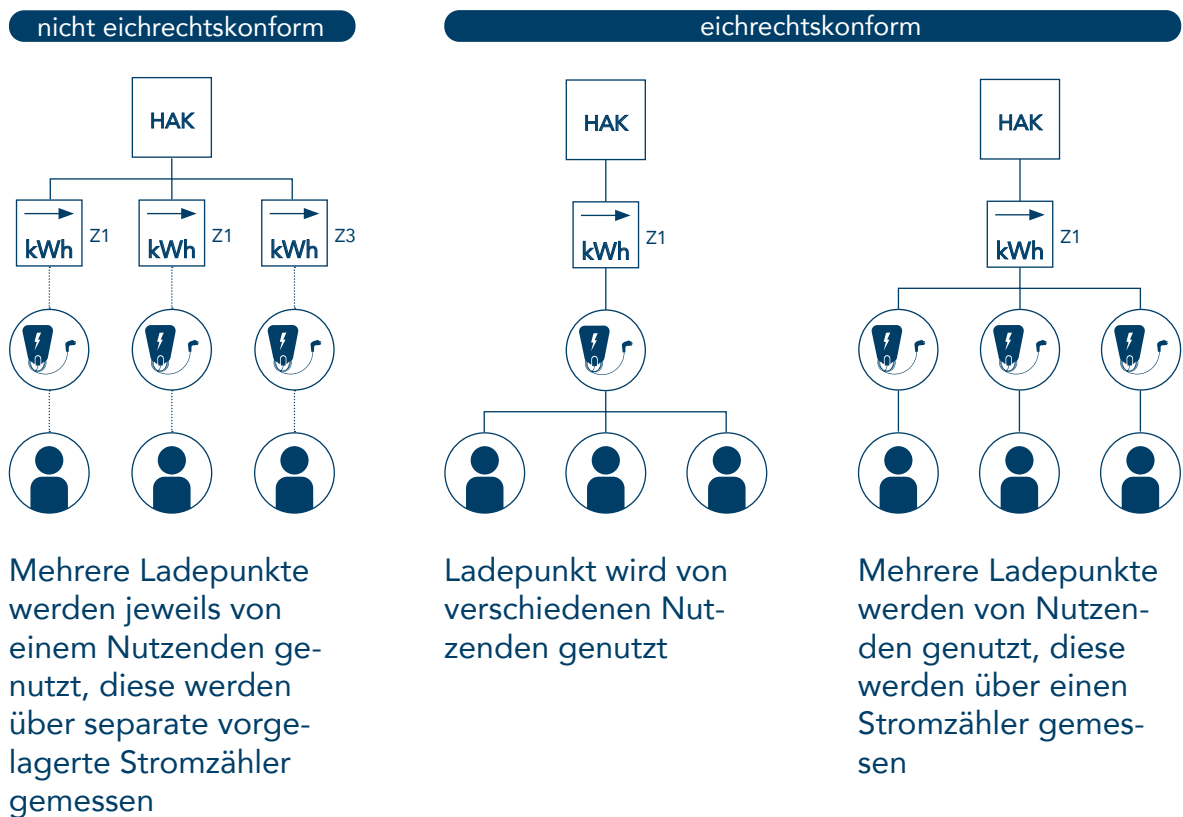 nicht eichrechtskonform
HAK
kWh Z1
kWh Z1
kWh Z3
Mehrere Ladepunkte
werden jeweils von
einem Nutzenden ge-
nutzt, diese werden
über separate vorge-
lagerte Stromzähler
gemessen
eichrechtskonform
HAK
kWh Z1
Ladepunkt wird von
verschiedenen Nut-
zenden genutzt
HAK
kWh Z1
Mehrere Ladepunkte
werden von Nutzen-
den genutzt, diese
werden über einen
Stromzähler gemes-
sen